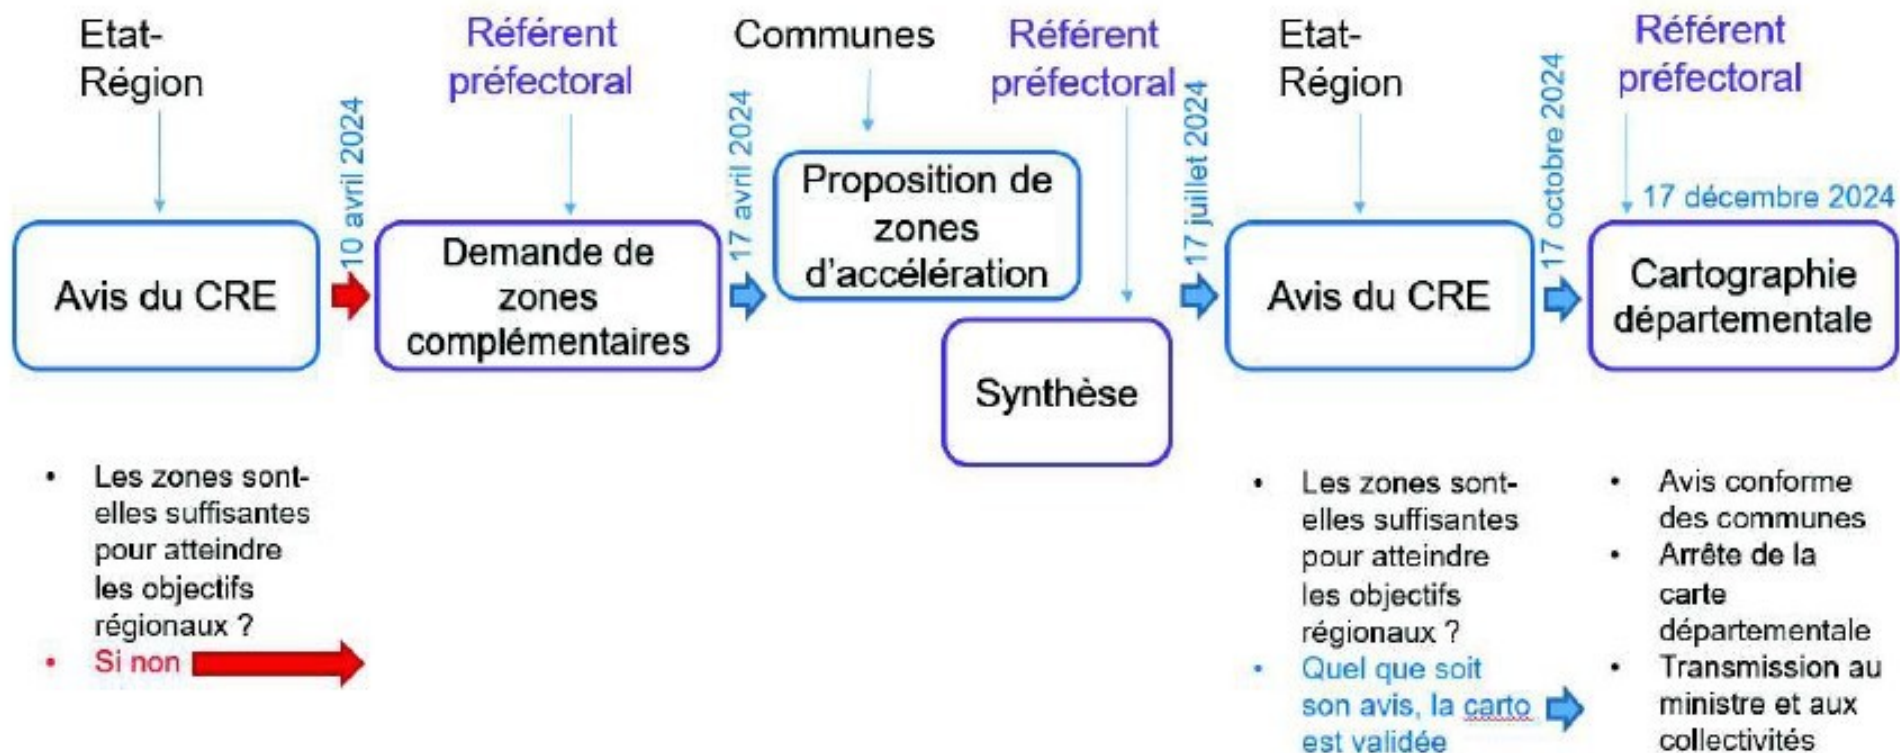 Etat-
Région
Référent
préfectoral
Communes
Référent
préfectoral
Etat-
Région
Référent
préfectoral
10 avril 2024
17 avril 2024
17 juillet 2024
17 octobre 2024
17 décembre 2024
Avis du CRE
Demande de
zones
complémentaires
Proposition de
zones
d'accélération
Synthèse
Avis du CRE
Cartographie
départementale
• Les zones sont-
elles suffisantes
pour atteindre
les objectifs
régionaux ?
• Si non
• Les zones sont-
elles suffisantes
pour atteindre
les objectifs
régionaux ?
• Quel que soit
son avis, la carto
est validée
• Avis conforme
des communes
• Arrête de la
carte
départementale
• Transmission au
ministre et aux
collectivités